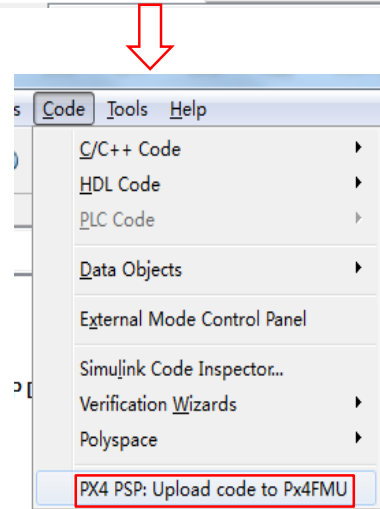 s Code Tools Help
C/C++ Code
HDL Code
PLC Code
Data Objects
External Mode Control Panel
Simulink Code Inspector...
P [
Verification Wizards
Polyspace
PX4 PSP: Upload code to Px4FMU